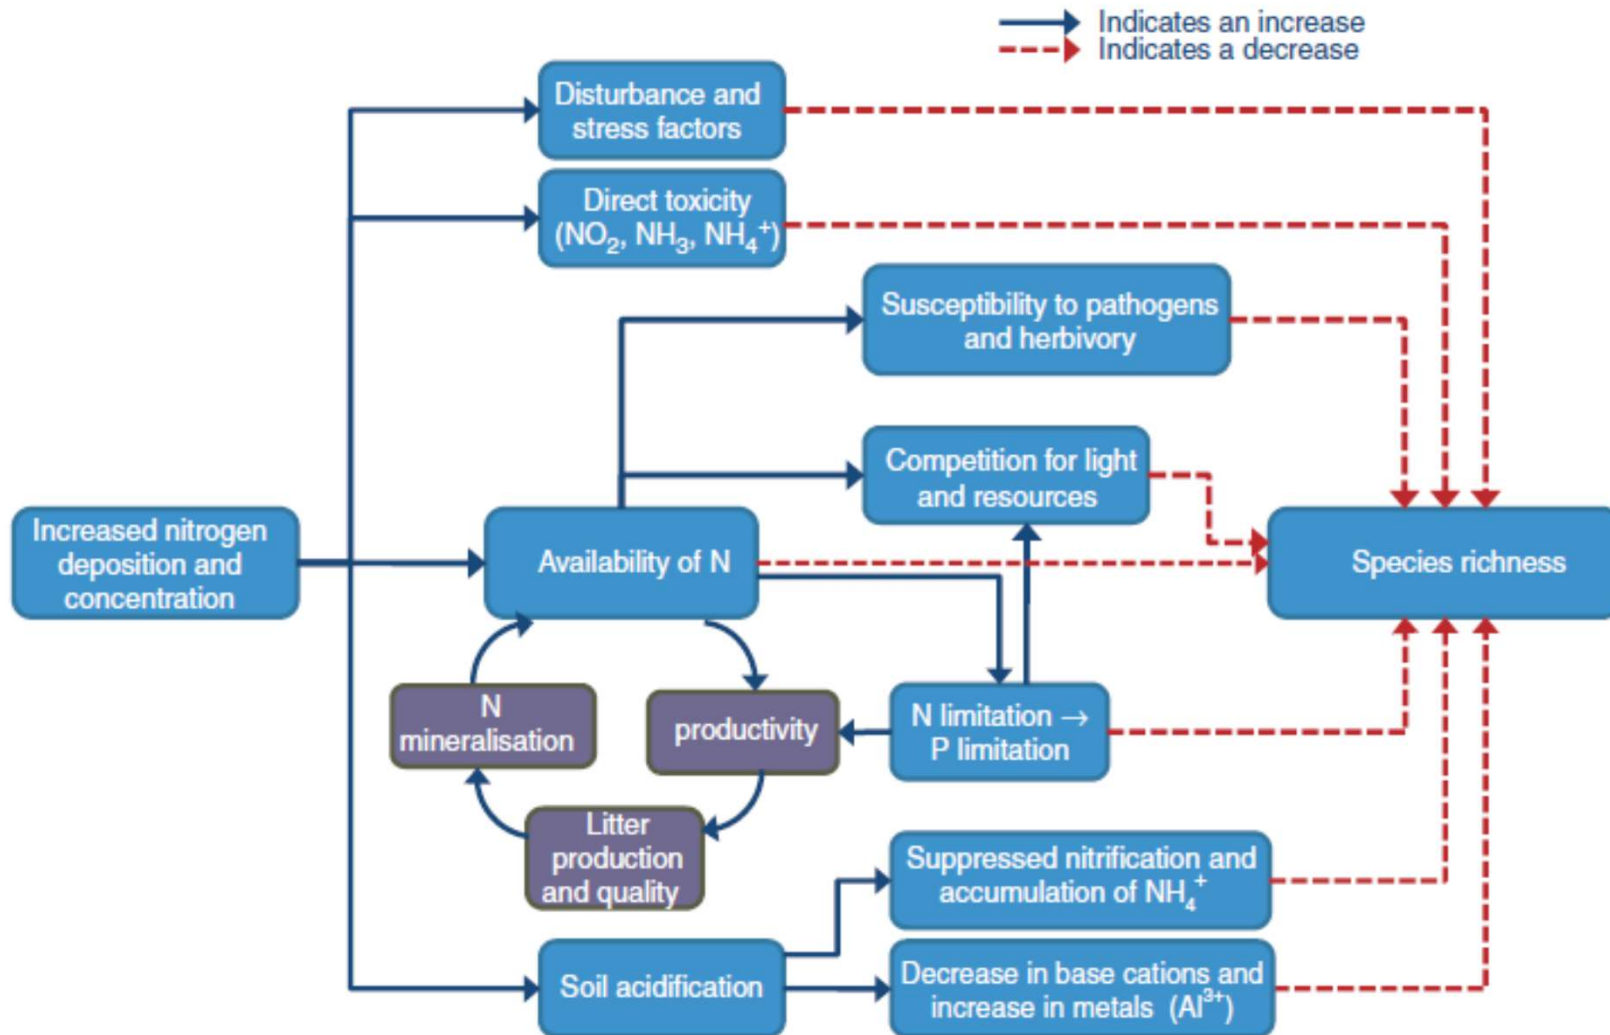 Indicates an increase
Indicates a decrease
Disturbance and
stress factors
Direct toxicity
(NO₂, NH₃, NH₄⁺)
Susceptibility to pathogens
and herbivory
Competition for light
and resources
Increased nitrogen
deposition and
concentration
Availability of N
Species richness
N
mineralisation
productivity
N limitation →
P limitation
Litter
production
and quality
Suppressed nitrification and
accumulation of NH₄⁺
Soil acidification
Decrease in base cations and
increase in metals (Al³⁺)